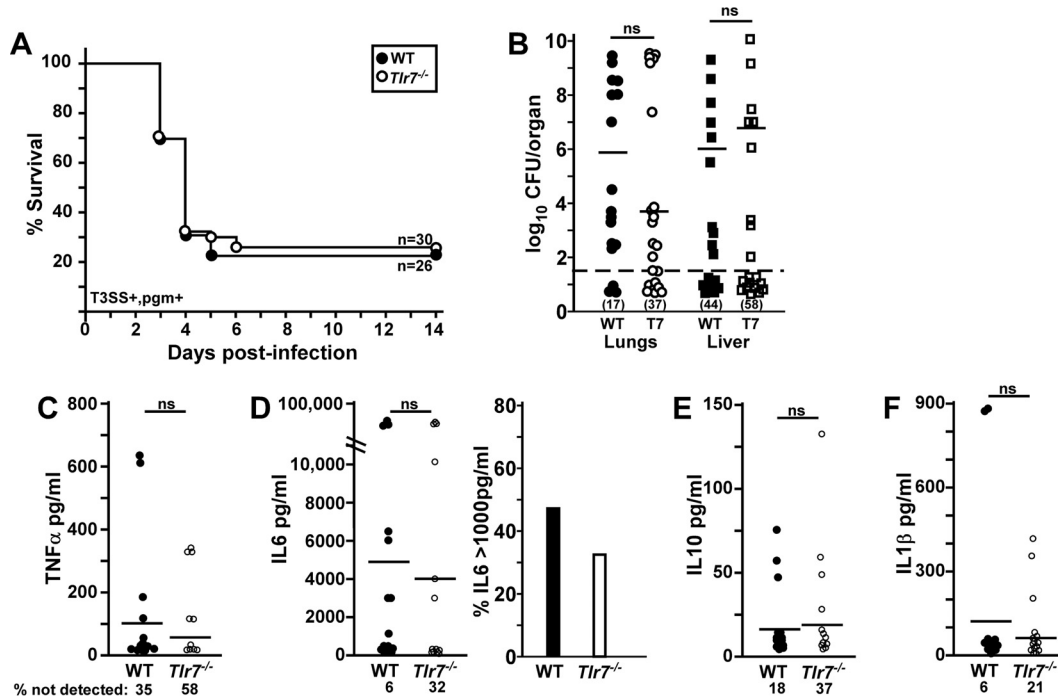 A
WT
Tlr7-/-
100
80
60
40
20
% Survival
n=30
n=26
T3SS+,pgm+
0 2 4 6 8 10 12 14
Days post-infection
B
ns
ns
10
8
6
4
2
0
log10 CFU/organ
(17) (37) (44) (58)
WT T7 WT T7
Lungs Liver
C
ns
800
600
400
200
0
TNFα pg/ml
WT Tlr7-/-
% not detected: 35 58
D
ns
100,000
10,000
6000
4000
2000
0
IL6 pg/ml
WT Tlr7-/-
6 32
80
60
40
20
0
% IL6 >1000pg/ml
WT Tlr7-/-
E
ns
150
100
50
0
IL10 pg/ml
WT Tlr7-/-
18 37
F
ns
900
600
300
0
IL1β pg/ml
WT Tlr7-/-
6 21